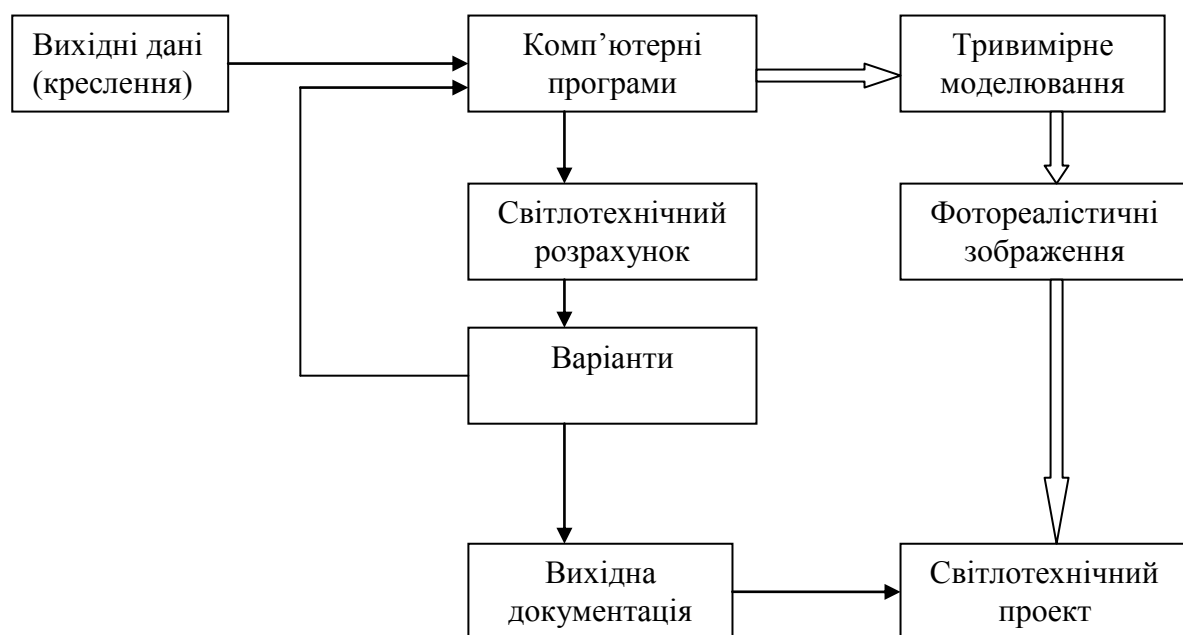 Вихідні дані
(креслення)
Комп’ютерні
програми
Тривимірне
моделювання
Світлотехнічний
розрахунок
Фотореалістичні
зображення
Варіанти
Вихідна
документація
Світлотехнічний
проект